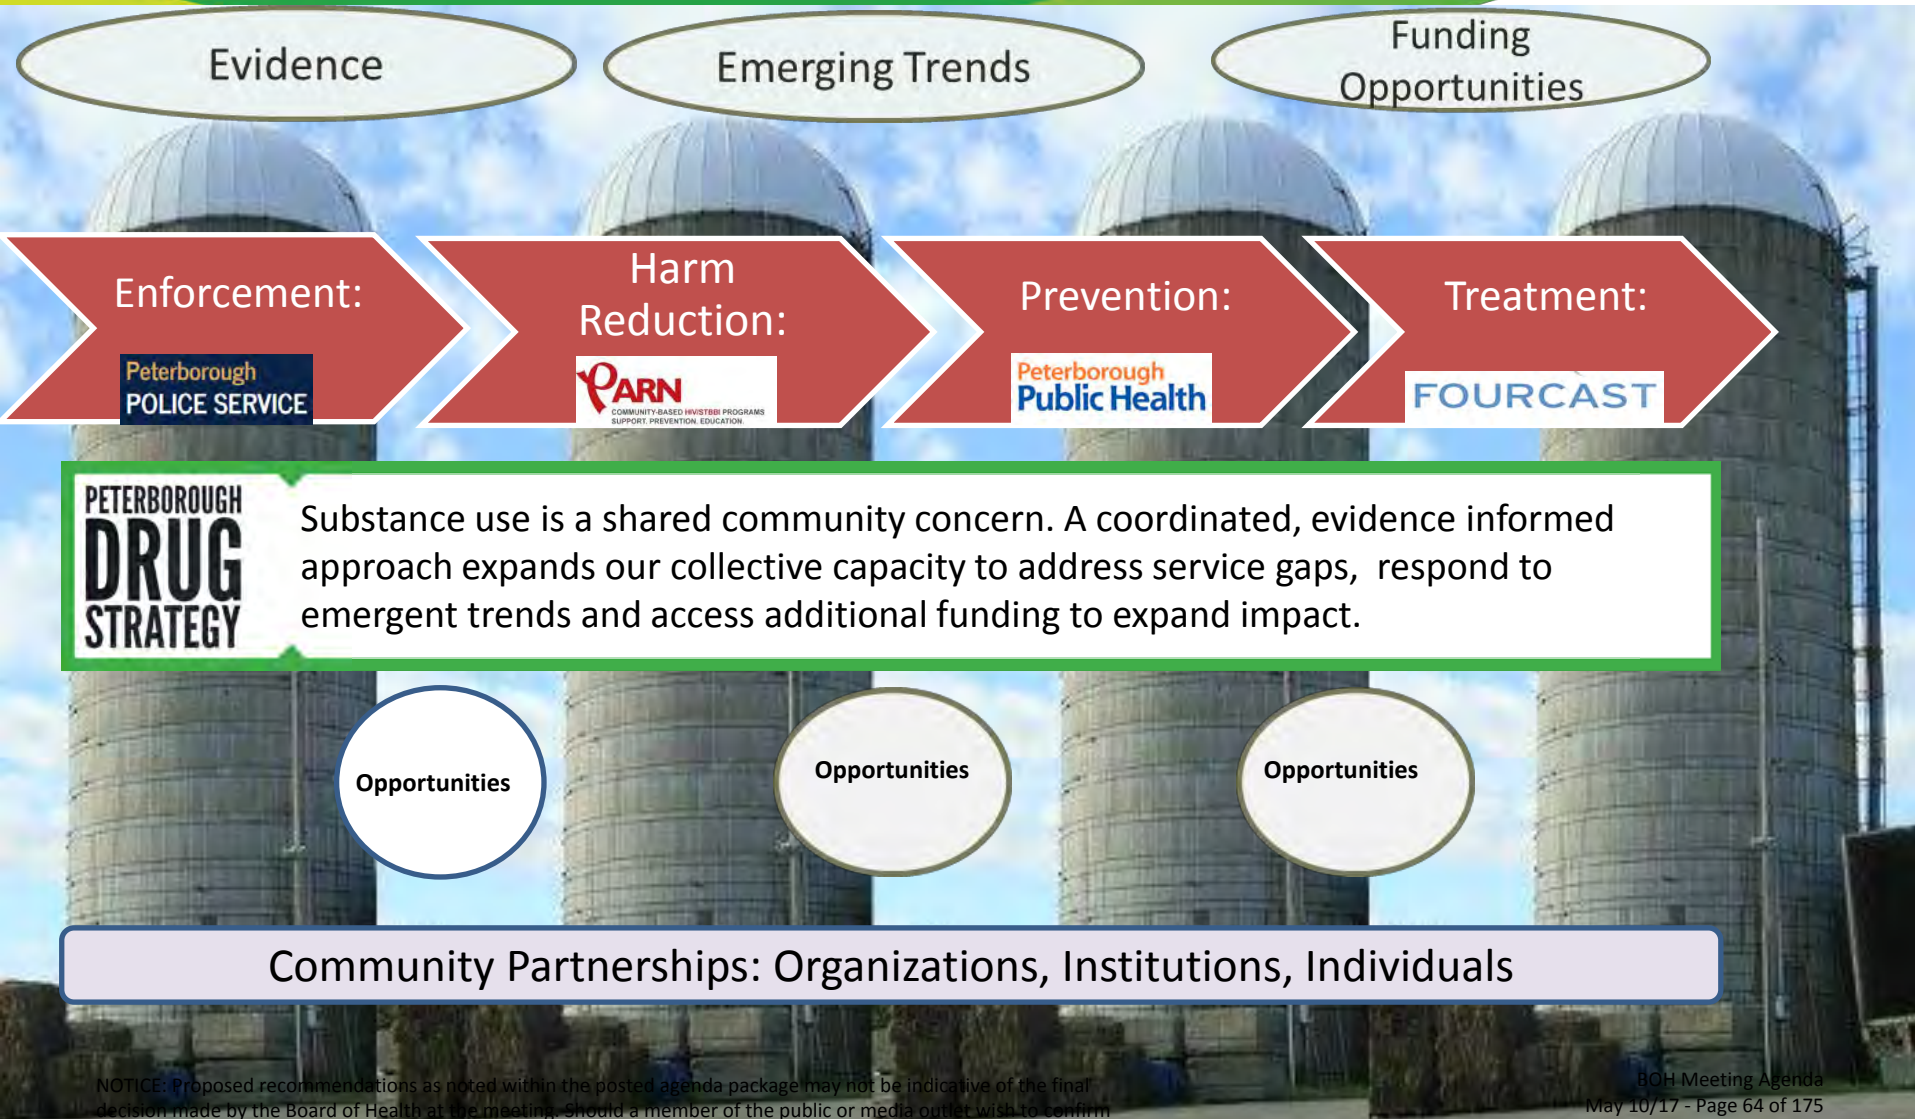 Evidence
Emerging Trends
Funding
Opportunities
Enforcement:
Peterborough
POLICE SERVICE
Harm
Reduction:
PARN
COMMUNITY-BASED HIV/STBBI PROGRAMS
SUPPORT. PREVENTION. EDUCATION.
Prevention:
Peterborough
Public Health
Treatment:
FOURCAST
PETERBOROUGH
DRUG
STRATEGY
Substance use is a shared community concern. A coordinated, evidence informed
approach expands our collective capacity to address service gaps,  respond to
emergent trends and access additional funding to expand impact.
Opportunities
Opportunities
Opportunities
Community Partnerships: Organizations, Institutions, Individuals
NOTICE: Proposed recommendations as noted within the posted agenda package may not be indicative of the final
decision made by the Board of Health at the meeting. Should a member of the public or media outlet wish to confirm
BOH Meeting Agenda
May 10/17 - Page 64 of 175